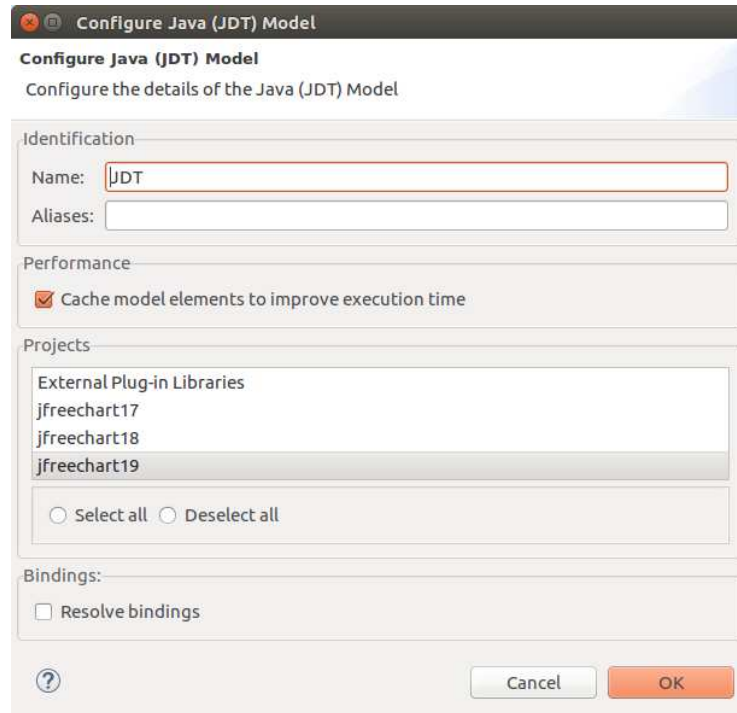 Configure Java (JDT) Model
Configure Java (JDT) Model
Configure the details of the Java (JDT) Model
Identification
Name: JDT
Aliases:
Performance
Cache model elements to improve execution time
Projects
External Plug-in Libraries
jfreechart17
jfreechart18
jfreechart19
Select all Deselect all
Bindings:
Resolve bindings
? Cancel OK